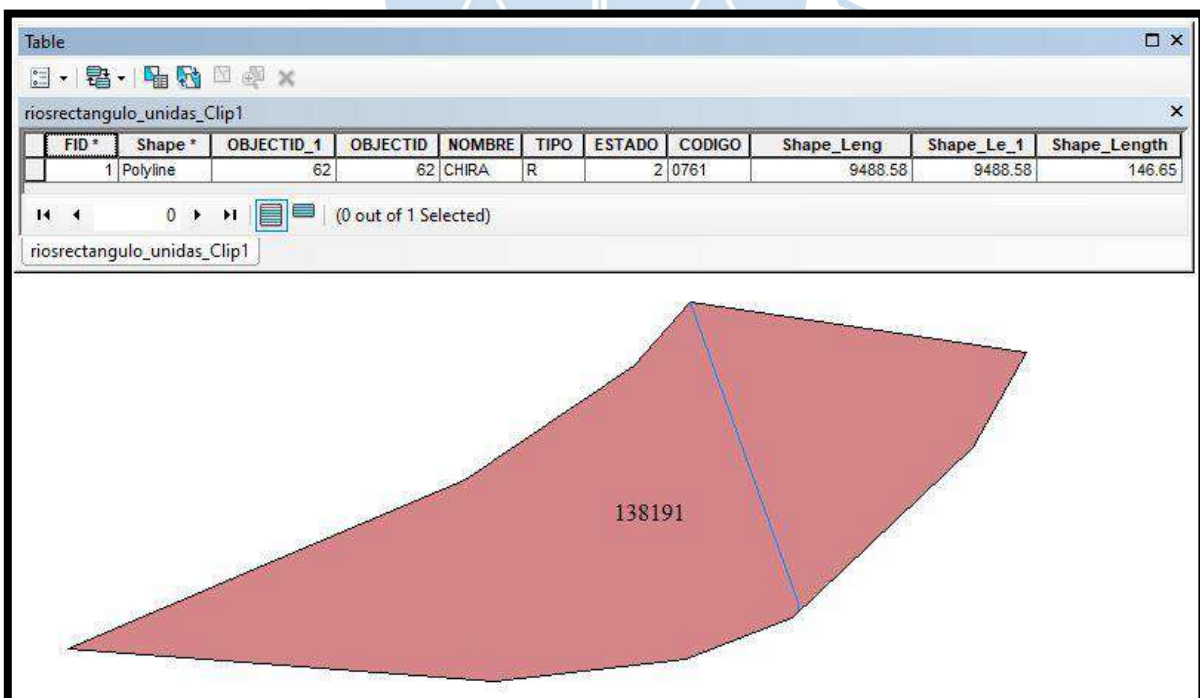 Table
riosrectangulo_unidas_Clip1
FID * Shape * OBJECTID_1 OBJECTID NOMBRE TIPO ESTADO CODIGO Shape_Leng Shape_Le_1 Shape_Length
1 Polyline 62 62 CHIRA R 2 0761 9488.58 9488.58 146.65
0 (0 out of 1 Selected)
riosrectangulo_unidas_Clip1
138191